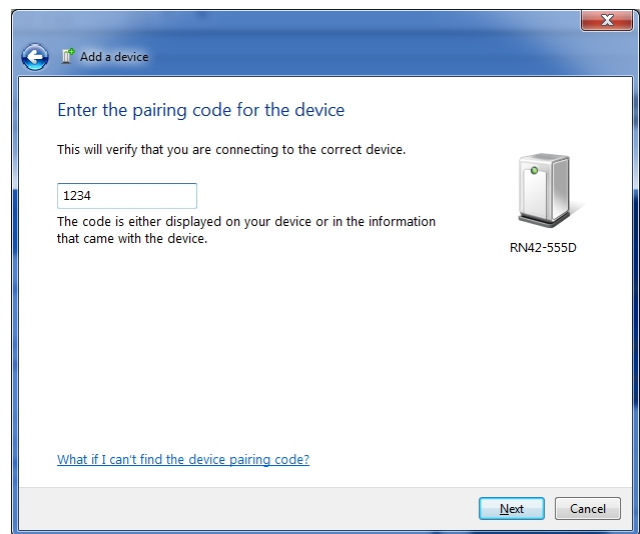 Add a device
Enter the pairing code for the device
This will verify that you are connecting to the correct device.
1234
The code is either displayed on your device or in the information
that came with the device.
RN42-555D
What if I can't find the device pairing code?
Next
Cancel